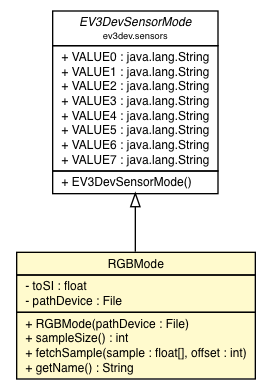 EV3DevSensorMode
ev3dev.sensors
+ VALUE0 : java.lang.String
+ VALUE1 : java.lang.String
+ VALUE2 : java.lang.String
+ VALUE3 : java.lang.String
+ VALUE4 : java.lang.String
+ VALUE5 : java.lang.String
+ VALUE6 : java.lang.String
+ VALUE7 : java.lang.String
+ EV3DevSensorMode()
RGBMode
- toSI : float
- pathDevice : File
+ RGBMode(pathDevice : File)
+ sampleSize() : int
+ fetchSample(sample : float[], offset : int)
+ getName() : String